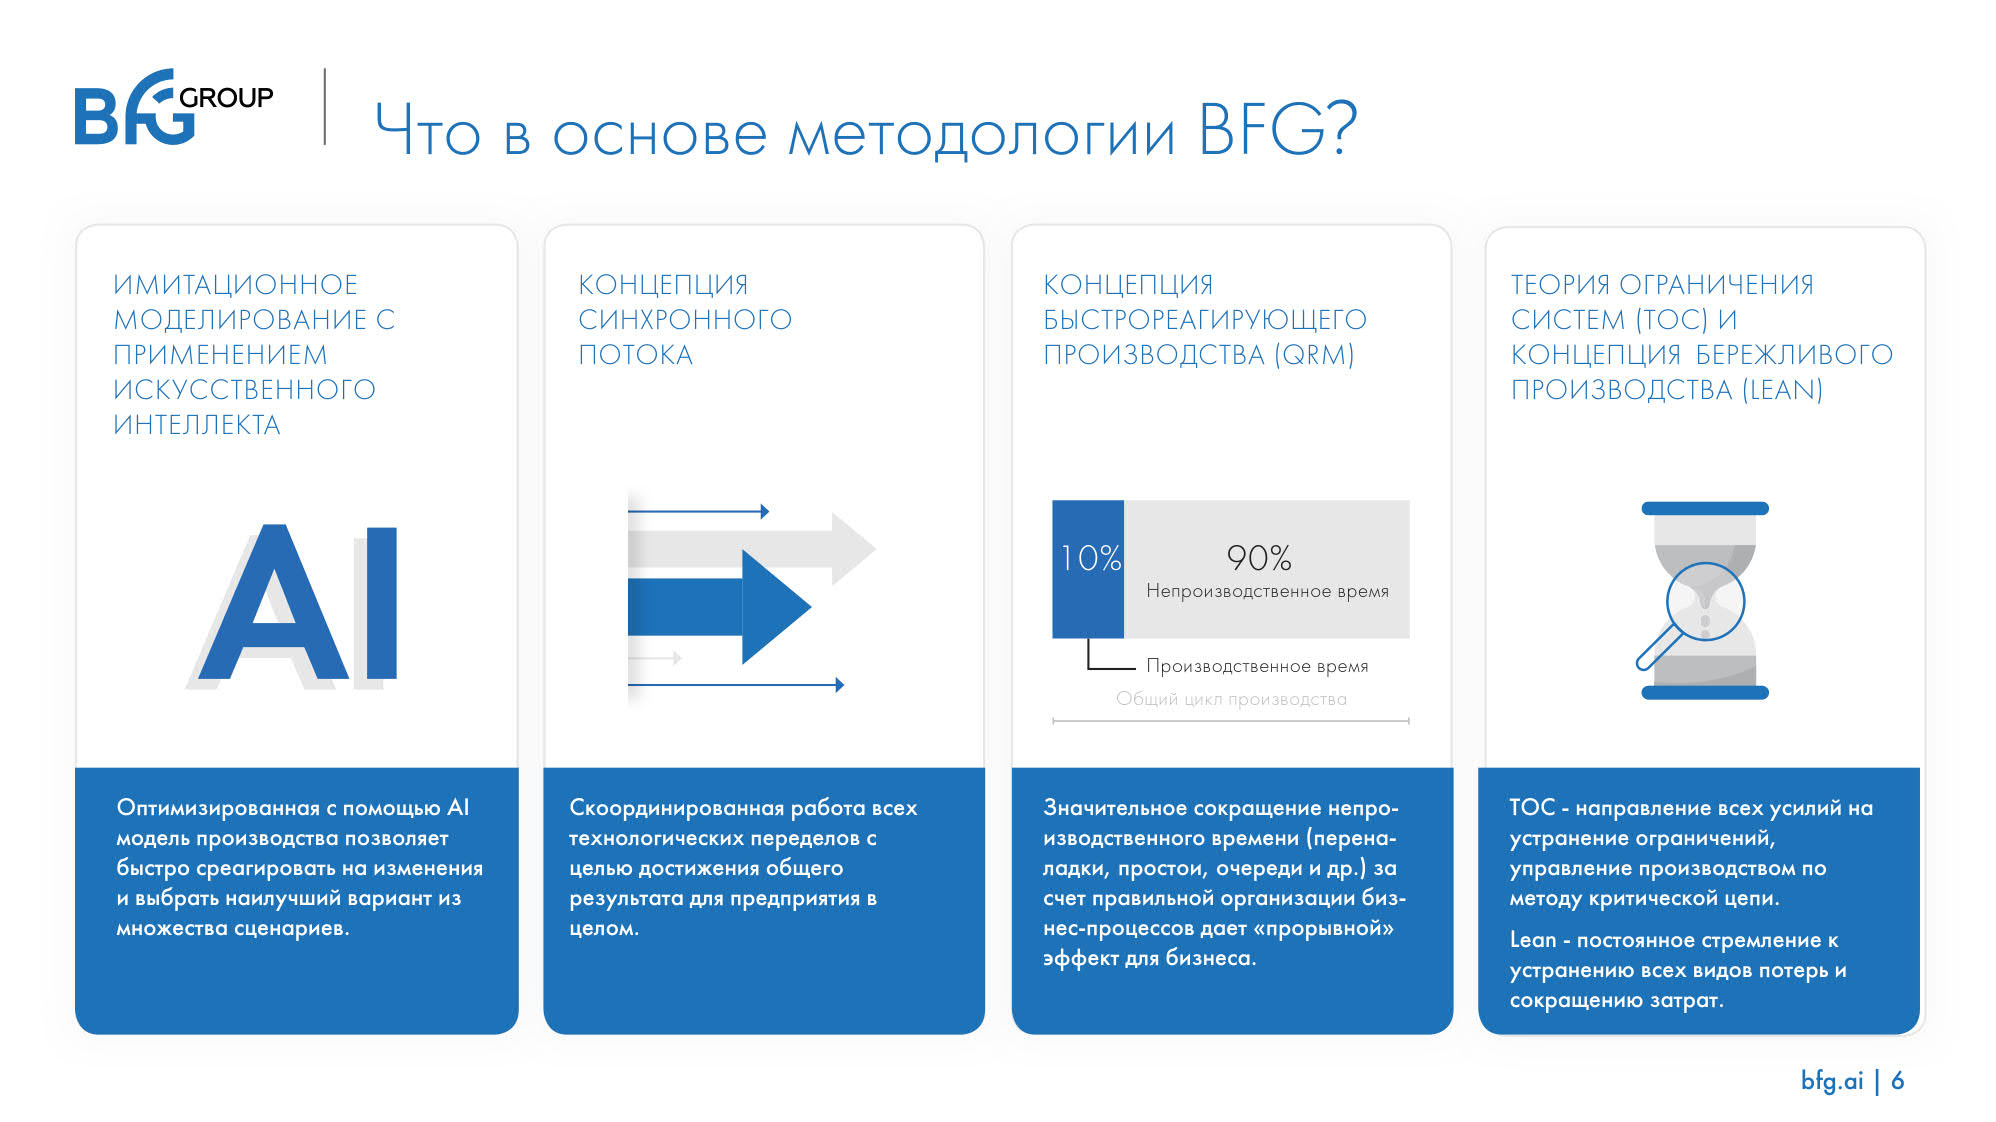 BFG GROUP
Что в основе методологии BFG?
ИМИТАЦИОННОЕ
МОДЕЛИРОВАНИЕ С
ПРИМЕНЕНИЕМ
ИСКУССТВЕННОГО
ИНТЕЛЛЕКТА
AI
Оптимизированная с помощью AI
модель производства позволяет
быстро среагировать на изменения
и выбрать наилучший вариант из
множества сценариев.
КОНЦЕПЦИЯ
СИНХРОННОГО
ПОТОКА
Скоординированная работа всех
технологических переделов с
целью достижения общего
результата для предприятия в
целом.
КОНЦЕПЦИЯ
БЫСТРОРЕАГИРУЮЩЕГО
ПРОИЗВОДСТВА (QRM)
10%
90%
Непроизводственное время
Производственное время
Общий цикл производства
Значительное сокращение непро-
изводственного времени (перена-
ладки, простои, очереди и др.) за
счет правильной организации биз-
нес-процессов дает «прорывной»
эффект для бизнеса.
ТЕОРИЯ ОГРАНИЧЕНИЯ
СИСТЕМ (ТОС) И
КОНЦЕПЦИЯ БЕРЕЖЛИВОГО
ПРОИЗВОДСТВА (LEAN)
ТОС - направление всех усилий на
устранение ограничений,
управление производством по
методу критической цепи.
Lean - постоянное стремление к
устранению всех видов потерь и
сокращению затрат.
bfg.ai | 6